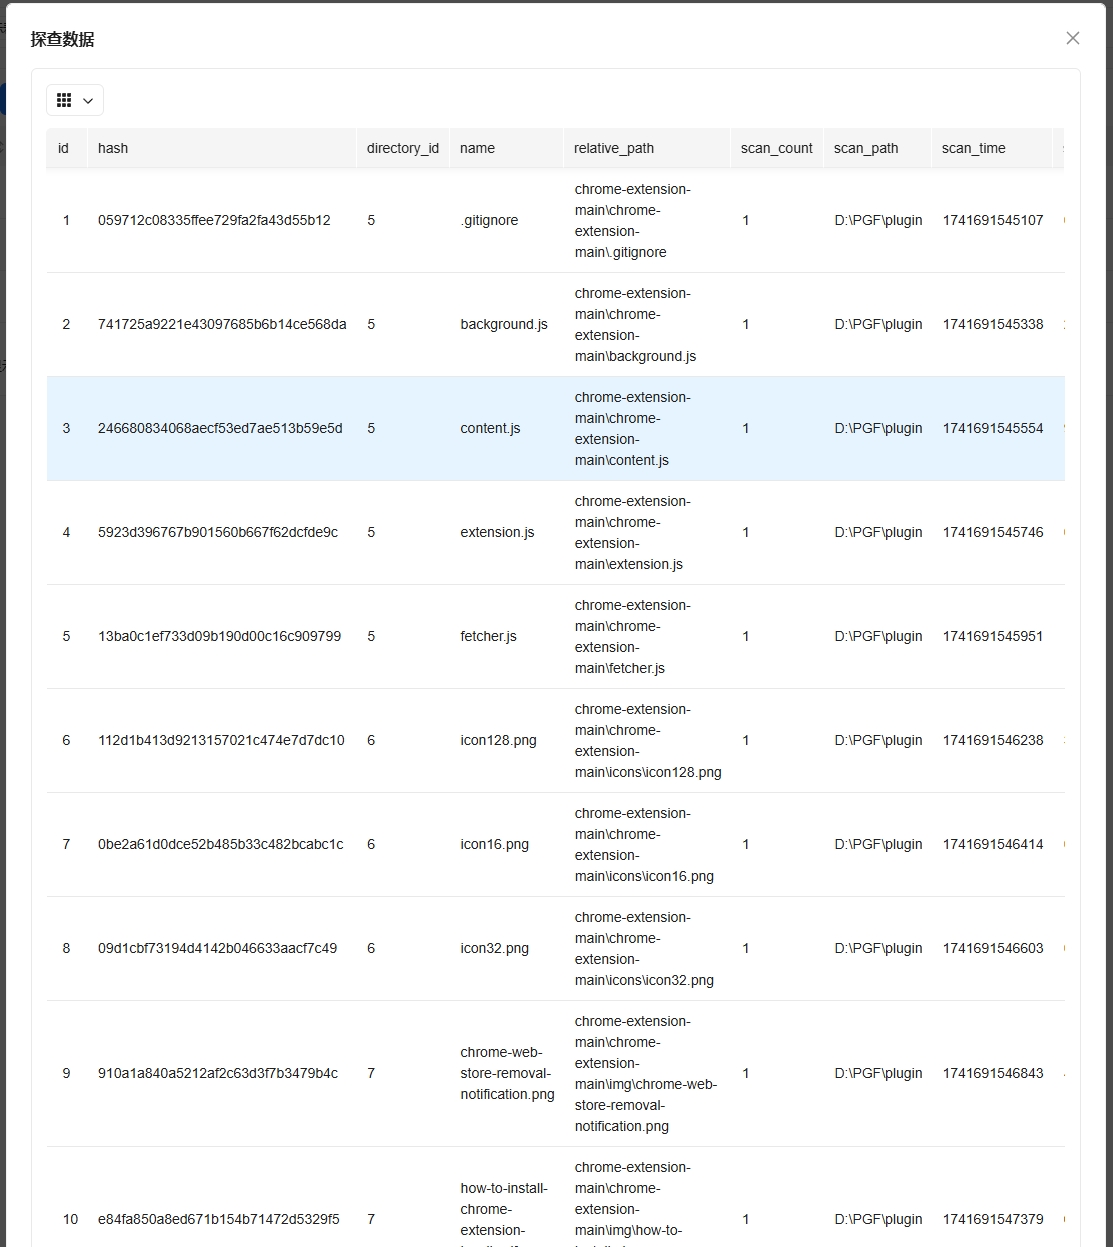 探查数据
id hash directory_id name relative_path scan_count scan_path scan_time
chrome-extension-
main\chrome-
1 059712c08335ffee729fa2fa43d55b12 5 .gitignore 1 D:\PGF\plugin 1741691545107
extension-
main\.gitignore
chrome-extension-
main\chrome-
2 741725a9221e43097685b6b14ce568da 5 background.js 1 D:\PGF\plugin 1741691545338
extension-
main\background.js
chrome-extension-
main\chrome-
3 246680834068aecf53ed7ae513b59e5d 5 content.js 1 D:\PGF\plugin 1741691545554
extension-
main\content.js
chrome-extension-
main\chrome-
4 5923d396767b901560b667f62dcfde9c 5 extension.js 1 D:\PGF\plugin 1741691545746
extension-
main\extension.js
chrome-extension-
main\chrome-
5 13ba0c1ef733d09b190d00c16c909799 5 fetcher.js 1 D:\PGF\plugin 1741691545951
extension-
main\fetcher.js
chrome-extension-
main\chrome-
6 112d1b413d9213157021c474e7d7dc10 6 icon128.png 1 D:\PGF\plugin 1741691546238
extension-
main\icons\icon128.png
chrome-extension-
main\chrome-
7 0be2a61d0dce52b485b33c482bcabc1c 6 icon16.png 1 D:\PGF\plugin 1741691546414
extension-
main\icons\icon16.png
chrome-extension-
main\chrome-
8 09d1cbf73194d4142b046633aacf7c49 6 icon32.png 1 D:\PGF\plugin 1741691546603
extension-
main\icons\icon32.png
chrome-extension-
main\chrome-
chrome-web- extension-
9 910a1a840a5212af2c63d3f7b3479b4c 7 store-removal- main\img\chrome-web- 1 D:\PGF\plugin 1741691546843
notification.png store-removal-
notification.png
chrome-extension-
how-to-install- main\chrome-
chrome- extension-
10 e84fa850a8ed671b154b71472d5329f5 7 extension- main\img\how-to- 1 D:\PGF\plugin 1741691547379